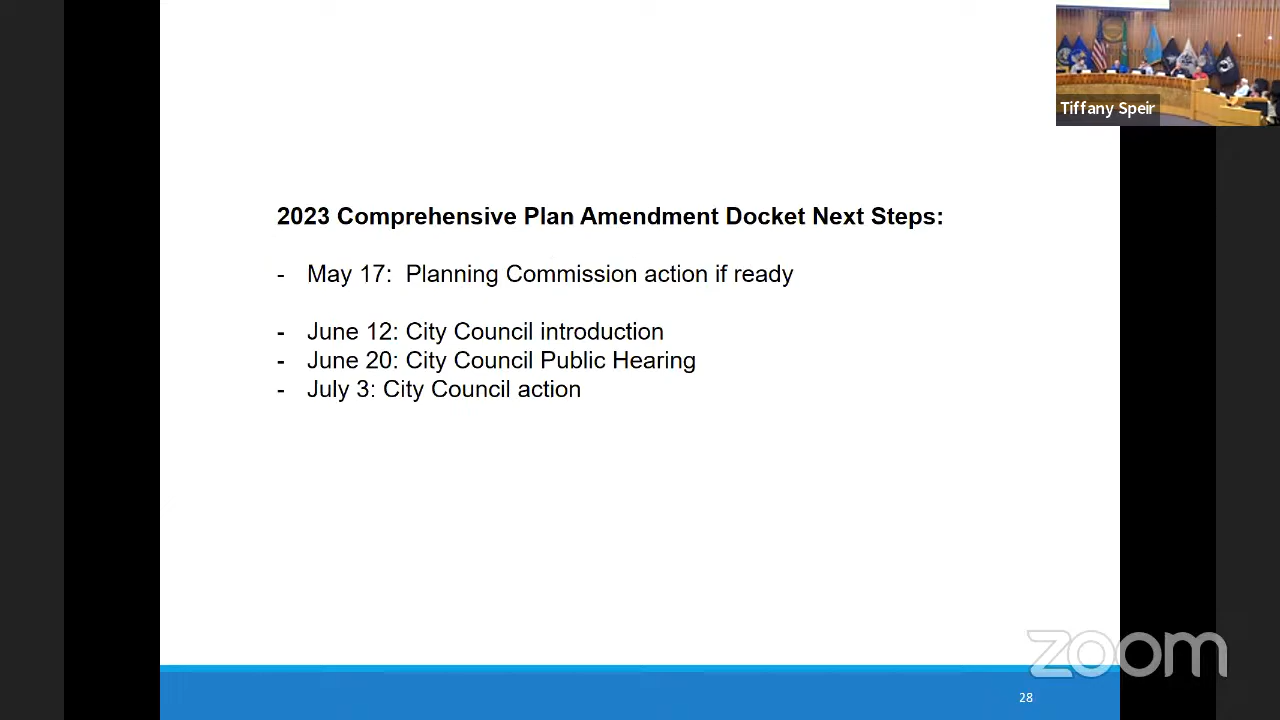 Tiffany Speir
2023 Comprehensive Plan Amendment Docket Next Steps:
- May 17: Planning Commission action if ready
- June 12: City Council introduction
- June 20: City Council Public Hearing
- July 3: City Council action
zoom
28